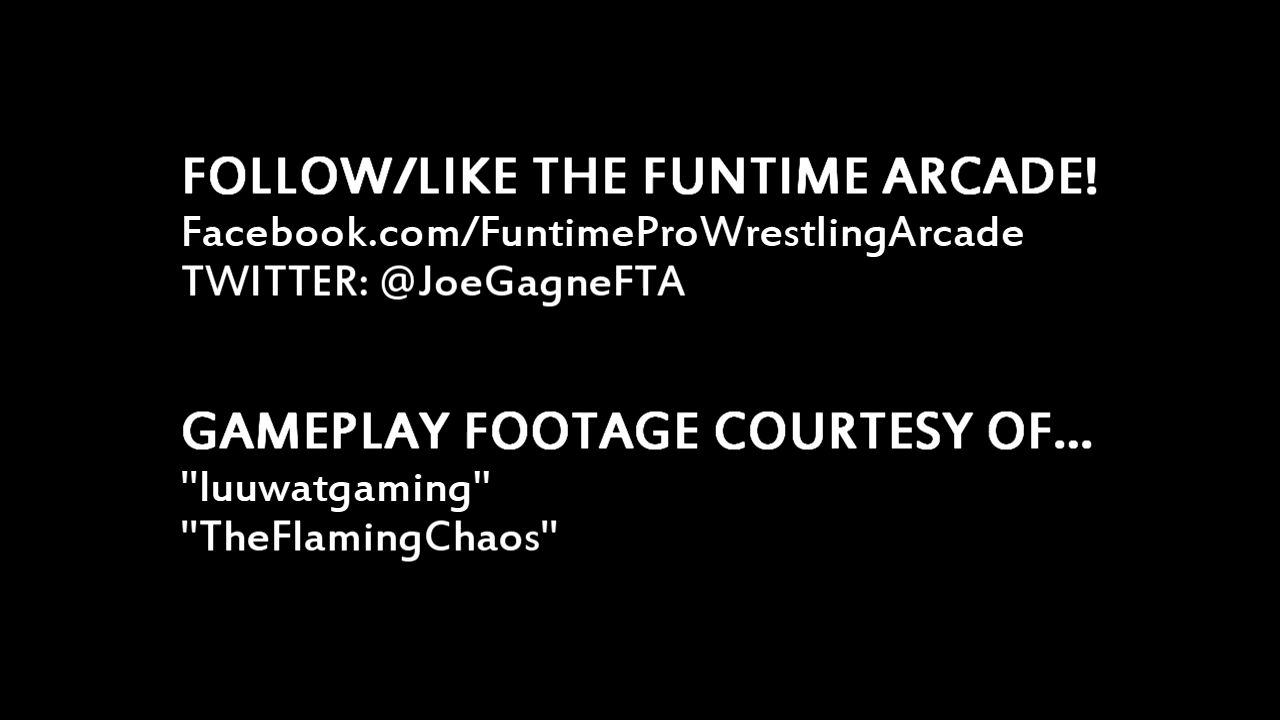 FOLLOW/LIKE THE FUNTIME ARCADE!
Facebook.com/FuntimeProWrestlingArcade
TWITTER: @JoeGagneFTA
GAMEPLAY FOOTAGE COURTESY OF...
"luuwatgaming"
"TheFlamingChaos"